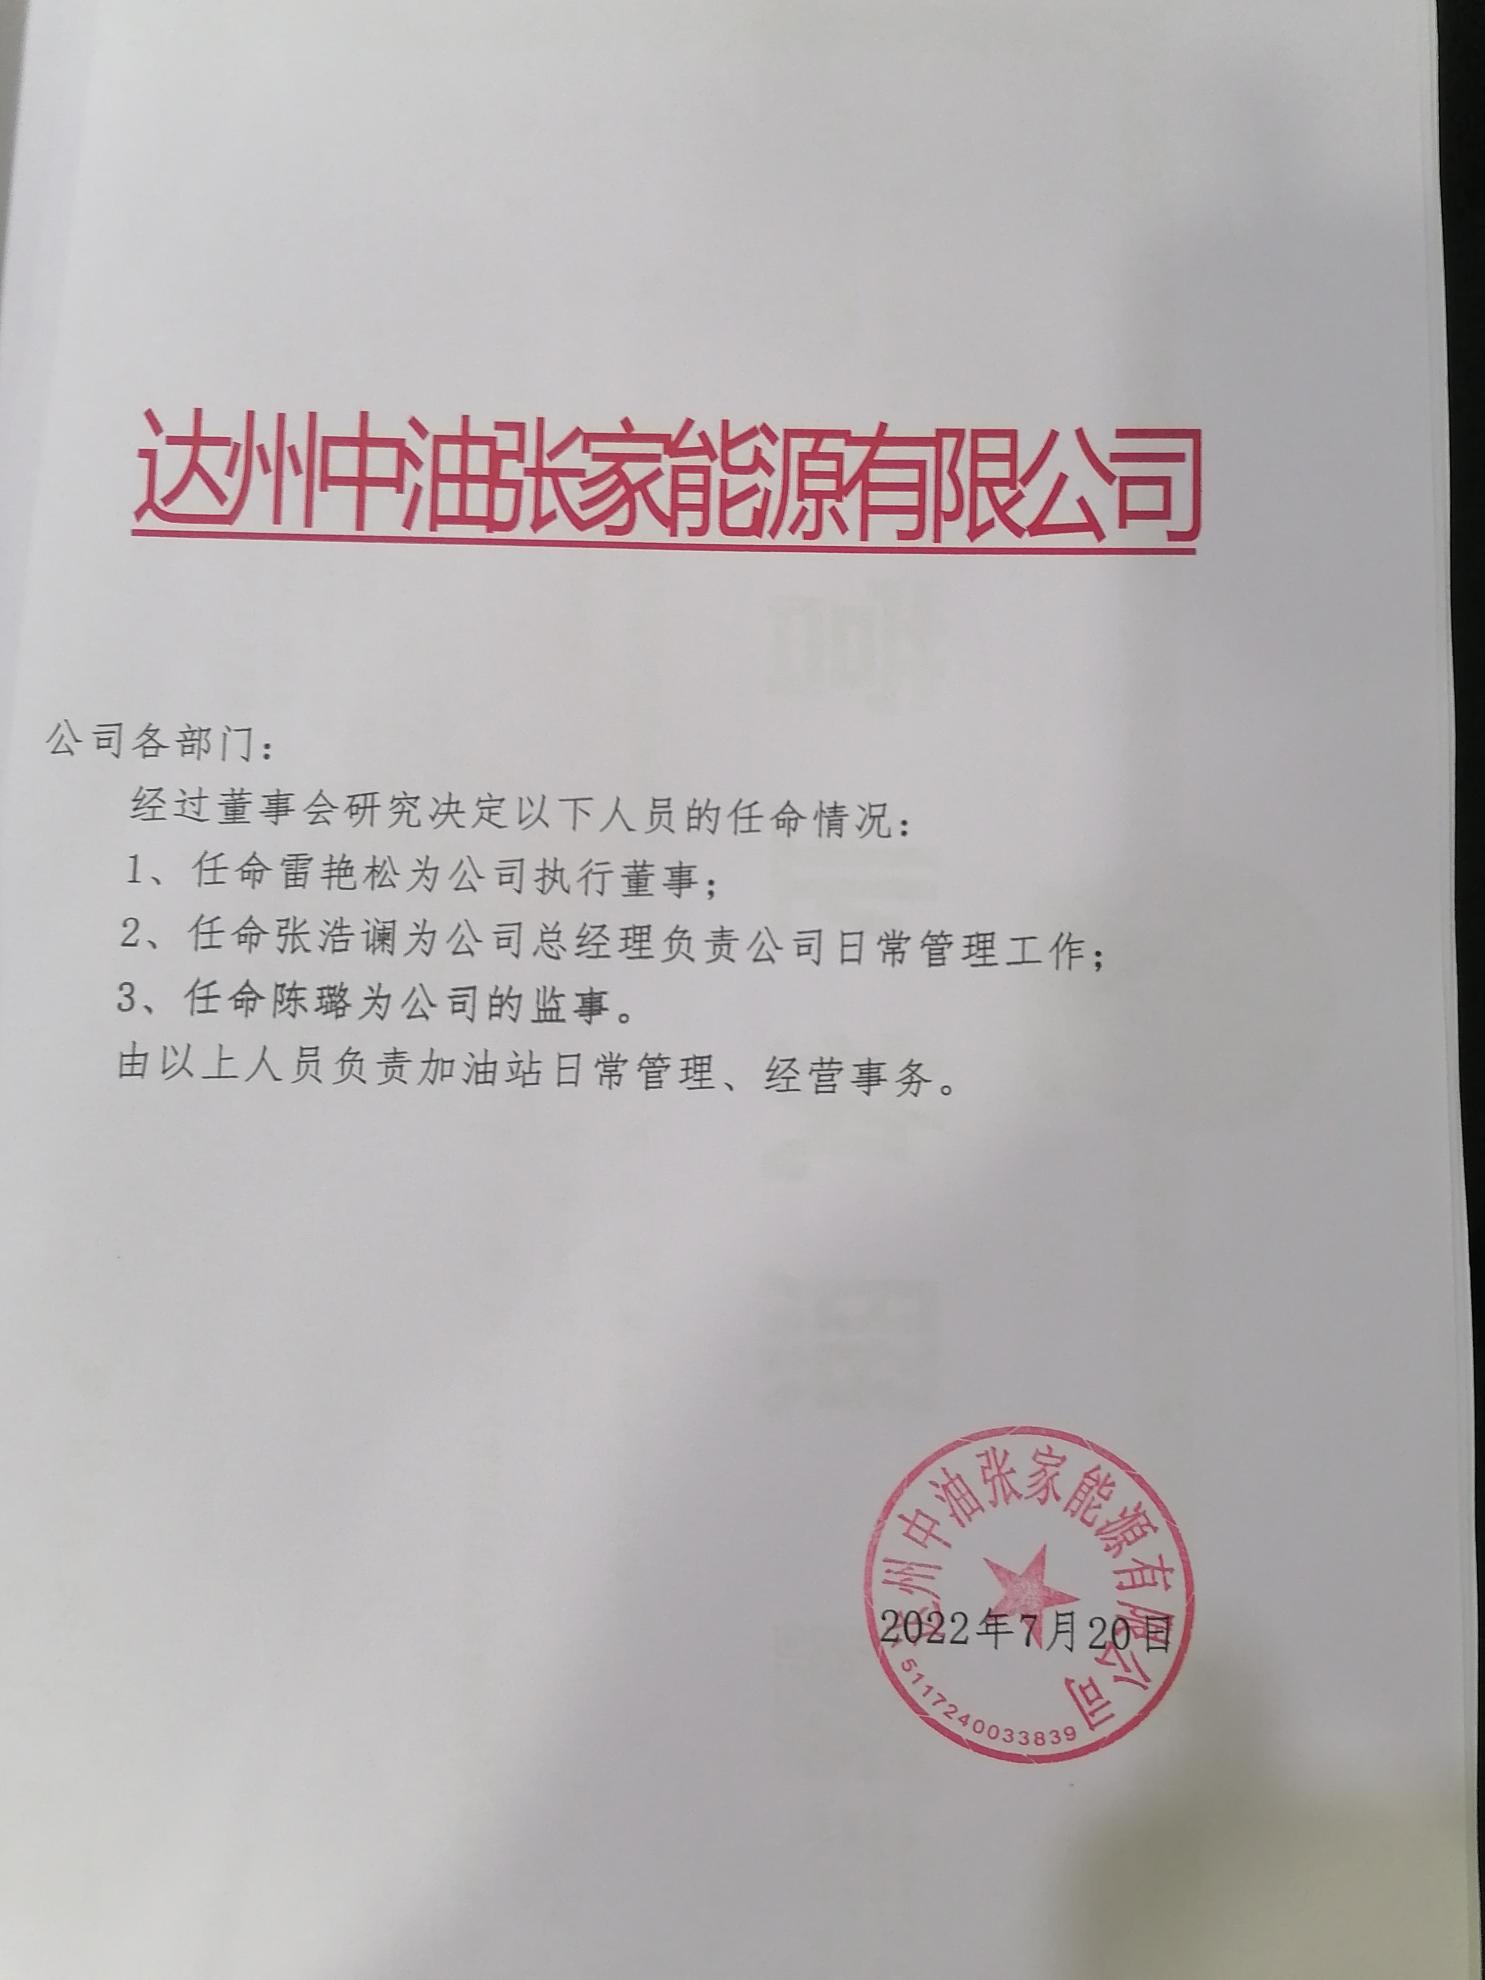 达州中油张家能源有限公司
公司各部门：
经过董事会研究决定以下人员的任命情况：
1、任命雷艳松为公司执行董事；
2、任命张浩谰为公司总经理负责公司日常管理工作；
3、任命陈璐为公司的监事。
由以上人员负责加油站日常管理、经营事务。
达州中油张家能源有限公司
2022年7月20日
5117240033839